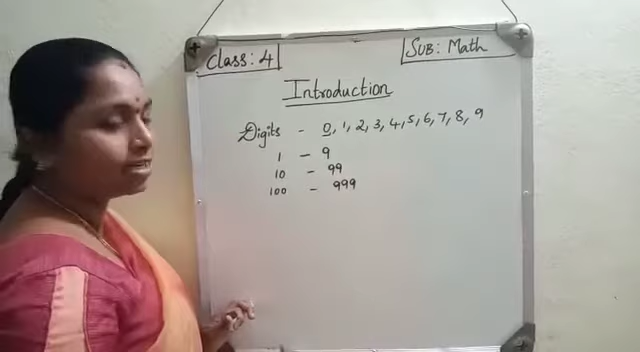 Class: 4
Sub: Math
Introduction
Digits - 0, 1, 2, 3, 4, 5, 6, 7, 8, 9
1 - 9
10 - 99
100 - 999